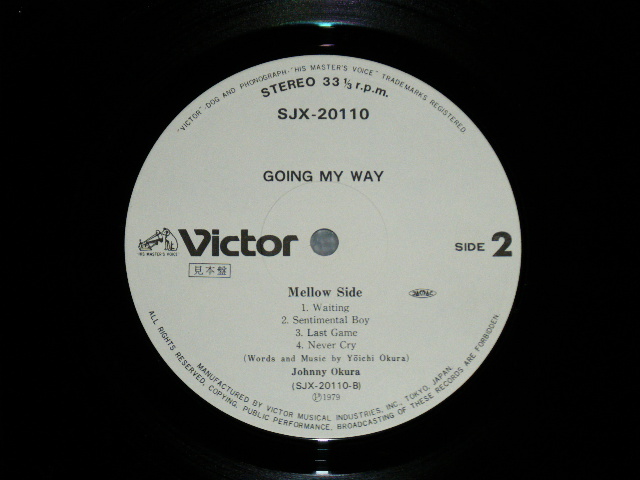 "VICTOR"-DOG AND PHONOGRAPH-"HIS MASTER'S VOICE" TRADEMARKS REGISTERED.
STEREO 33 1/3 r.p.m.
SJX-20110
GOING MY WAY
"HIS MASTER'S VOICE"
Victor
SIDE 2
見本盤
Mellow Side
1. Waiting
2. Sentimental Boy
3. Last Game
4. Never Cry
(Words and Music by Yōichi Okura)
Johnny Okura
(SJX-20110-B)
Ⓟ1979
MANUFACTURED BY VICTOR MUSICAL INDUSTRIES, INC., TOKYO, JAPAN.
ALL RIGHTS RESERVED, COPYING, PUBLIC PERFORMANCE, BROADCASTING OF THESE RECORDS ARE FORBIDDEN